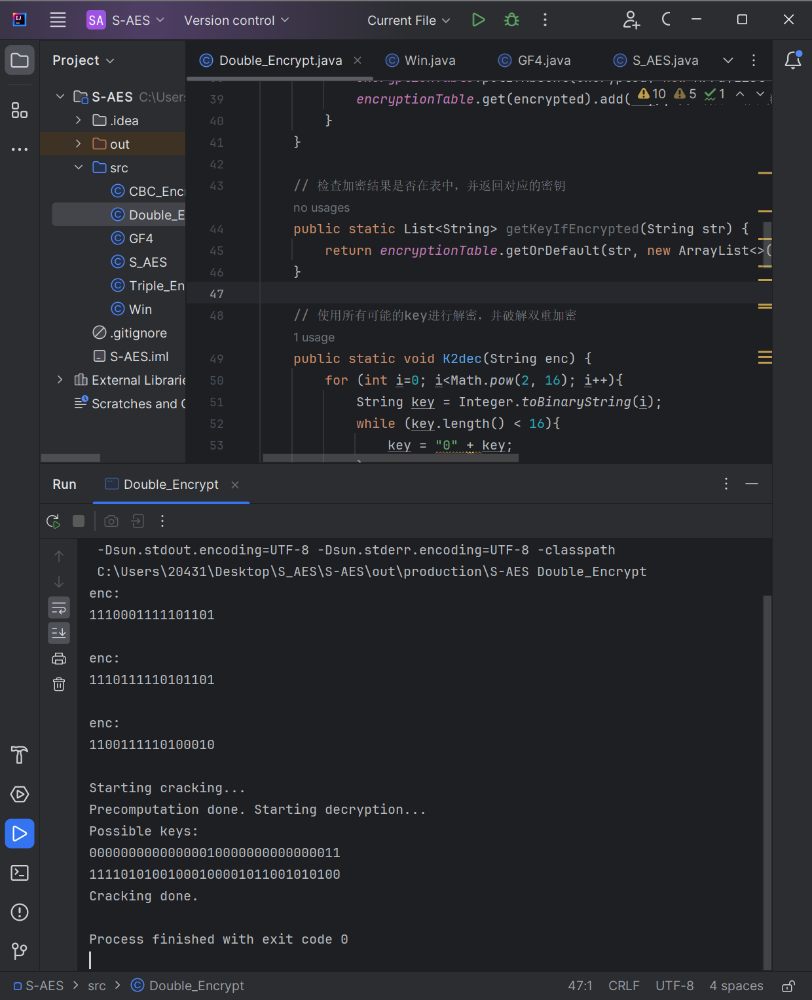 SA S-AES Version control Current File
Project
Double_Encrypt.java Win.java GF4.java S_AES.java
S-AES C:\Users
.idea
out
src
CBC_Enc
Double_E
GF4
S_AES
Triple_En
Win
.gitignore
S-AES.iml
External Librarie
Scratches and C
10 5 1
39 encryptionTable.get(encrypted).add(
40 }
41 }
42
43 // 检查加密结果是否在表中，并返回对应的密钥
no usages
44 public static List<String> getKeyIfEncrypted(String str) {
45 return encryptionTable.getOrDefault(str, new ArrayList<>(
46 }
47
48 // 使用所有可能的key进行解密，并破解双重加密
1 usage
49 public static void K2dec(String enc) {
50 for (int i=0; i<Math.pow(2, 16); i++){
51 String key = Integer.toBinaryString(i);
52 while (key.length() < 16){
53 key = "0" + key;
Run Double_Encrypt
-Dsun.stdout.encoding=UTF-8 -Dsun.stderr.encoding=UTF-8 -classpath
C:\Users\20431\Desktop\S_AES\S-AES\out\production\S-AES Double_Encrypt
enc:
1110001111101101
enc:
1110111110101101
enc:
1100111110100010
Starting cracking...
Precomputation done. Starting decryption...
Possible keys:
00000000000000010000000000000011
11110101001000100001011001010100
Cracking done.
Process finished with exit code 0
S-AES > src > Double_Encrypt 47:1 CRLF UTF-8 4 spaces